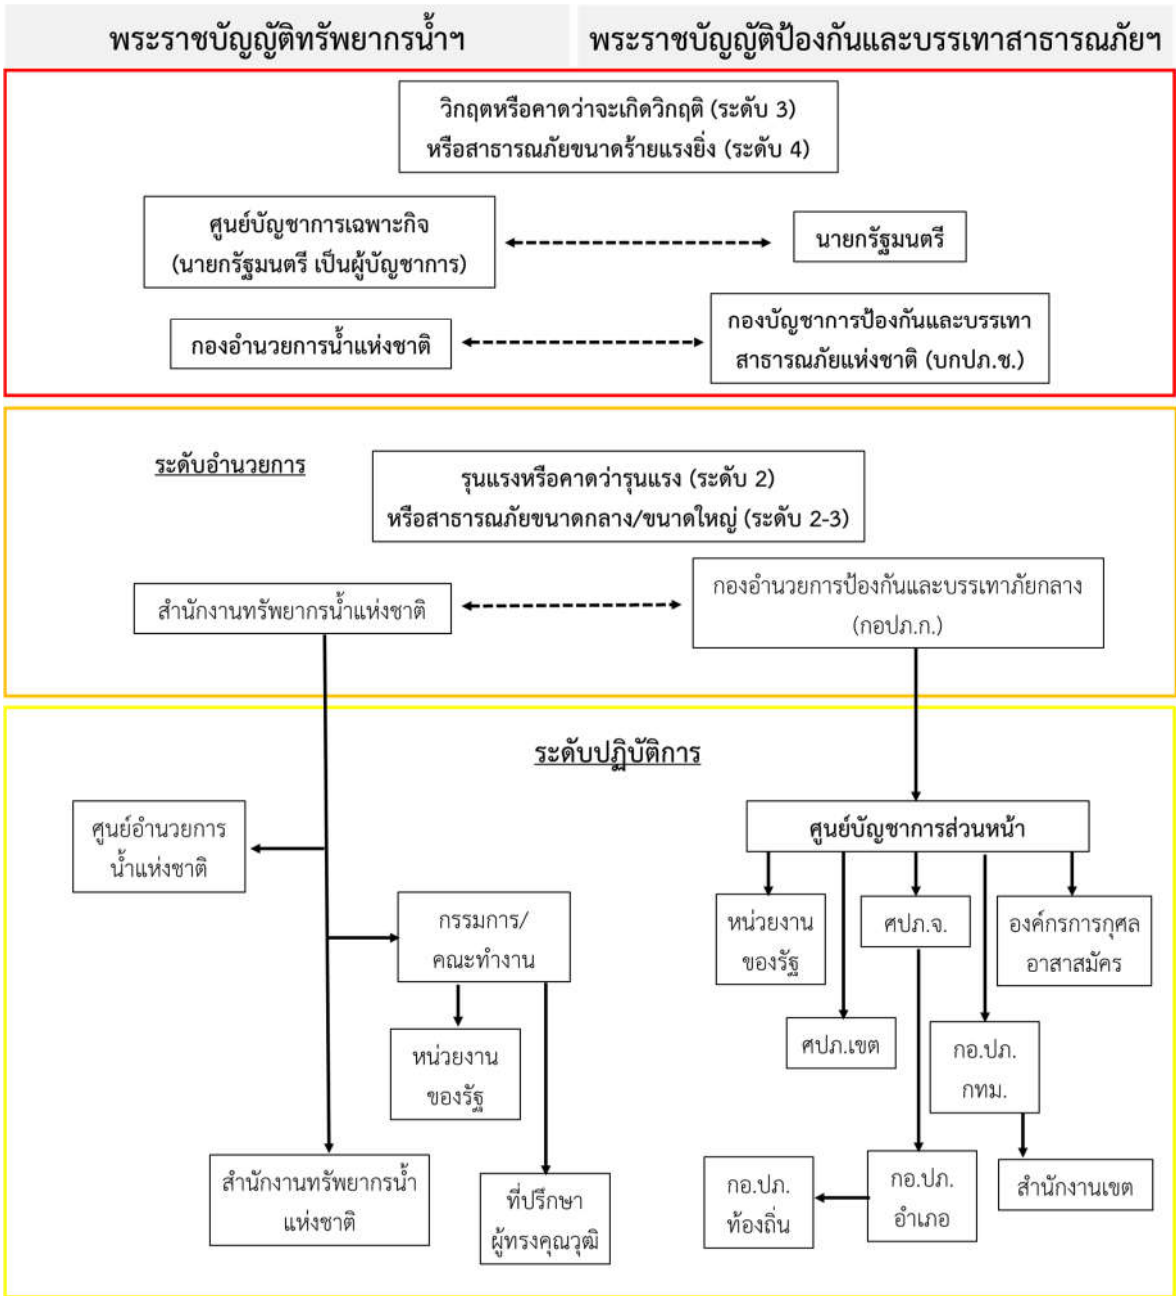 พระราชบัญญัติทรัพยากรน้ำฯ
พระราชบัญญัติป้องกันและบรรเทาสาธารณภัยฯ
วิกฤตหรือคาดว่าจะเกิดวิกฤติ (ระดับ 3)
หรือสาธารณภัยขนาดร้ายแรงยิ่ง (ระดับ 4)
ศูนย์บัญชาการเฉพาะกิจ
(นายกรัฐมนตรี เป็นผู้บัญชาการ)
นายกรัฐมนตรี
กองอำนวยการน้ำแห่งชาติ
กองบัญชาการป้องกันและบรรเทา
สาธารณภัยแห่งชาติ (บกปภ.ช.)
ระดับอำนวยการ
รุนแรงหรือคาดว่ารุนแรง (ระดับ 2)
หรือสาธารณภัยขนาดกลาง/ขนาดใหญ่ (ระดับ 2-3)
สำนักงานทรัพยากรน้ำแห่งชาติ
กองอำนวยการป้องกันและบรรเทาภัยกลาง
(กอปภ.ก.)
ระดับปฏิบัติการ
ศูนย์อำนวยการ
น้ำแห่งชาติ
ศูนย์บัญชาการส่วนหน้า
กรรมการ/
คณะทำงาน
หน่วยงาน
ของรัฐ
ศปภ.จ.
องค์กรการกุศล
อาสาสมัคร
หน่วยงาน
ของรัฐ
ศปภ.เขต
กอ.ปภ.
กทม.
สำนักงานทรัพยากรน้ำ
แห่งชาติ
ที่ปรึกษา
ผู้ทรงคุณวุฒิ
กอ.ปภ.
ท้องถิ่น
กอ.ปภ.
อำเภอ
สำนักงานเขต